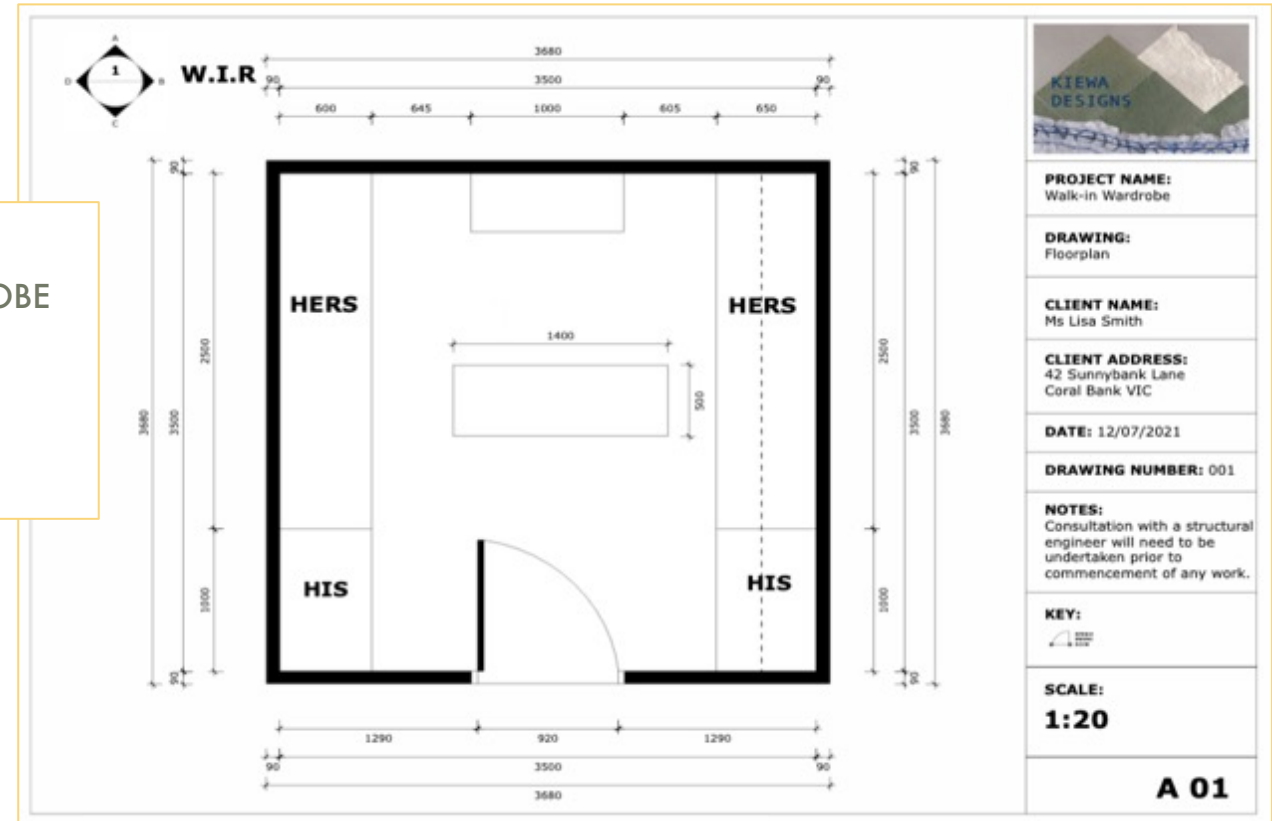 A
1
D
B
C
W.I.R
3680
90
3500
90
600
645
1000
605
650
OBE
90
90
HERS
HERS
1400
500
2500
2500
3680
3500
3500
3680
HIS
HIS
1000
1000
90
90
1290
920
1290
90
3500
90
3680
KIEWA
DESIGNS
PROJECT NAME:
Walk-in Wardrobe
DRAWING:
Floorplan
CLIENT NAME:
Ms Lisa Smith
CLIENT ADDRESS:
42 Sunnybank Lane
Coral Bank VIC
DATE: 12/07/2021
DRAWING NUMBER: 001
NOTES:
Consultation with a structural
engineer will need to be
undertaken prior to
commencement of any work.
KEY:
SCALE:
1:20
A 01